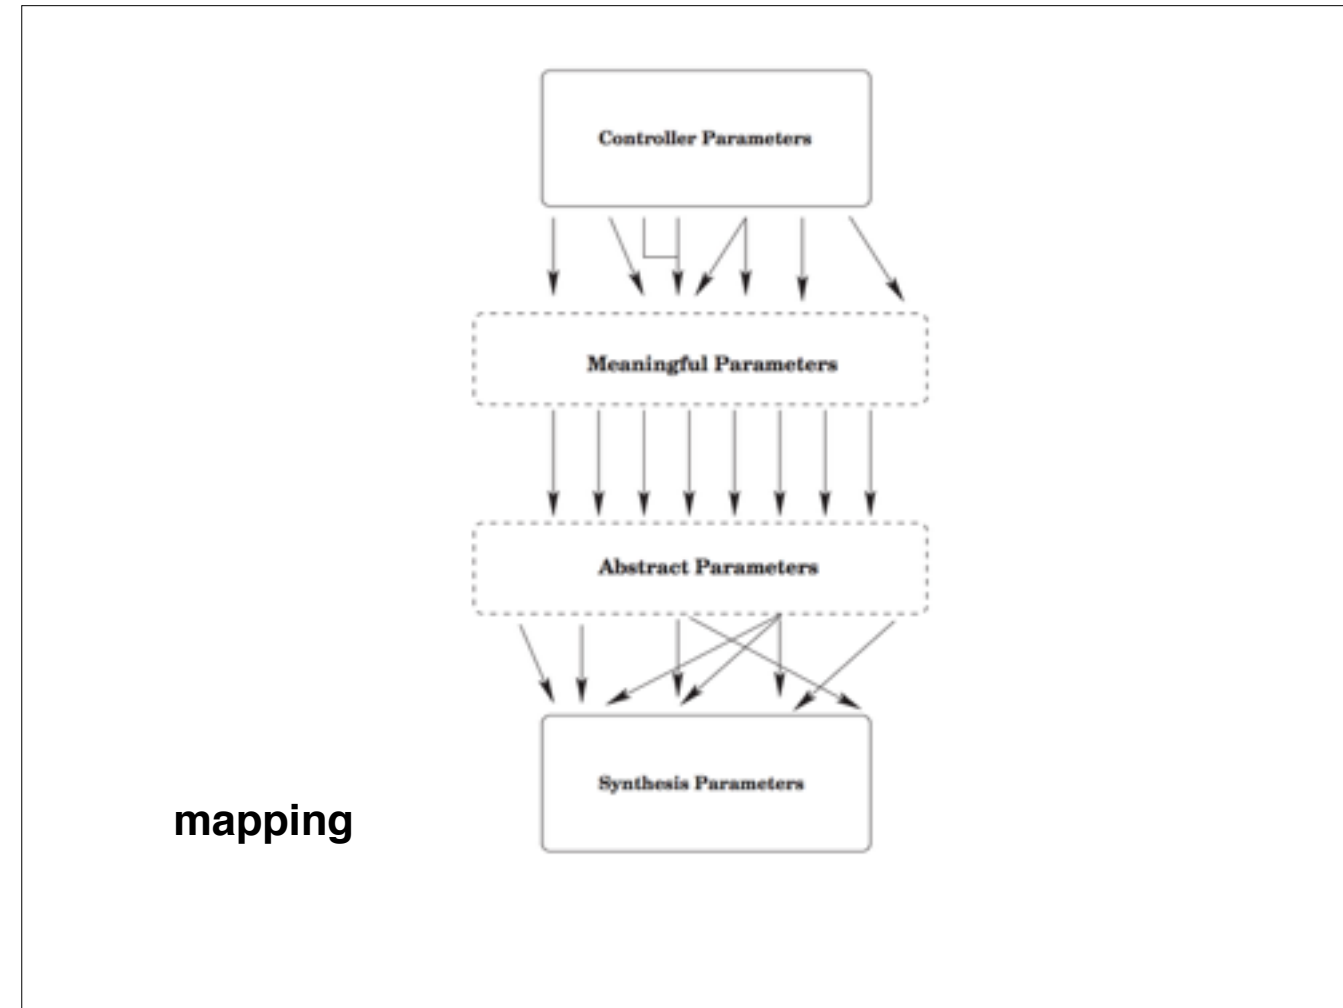 Controller Parameters
Meaningful Parameters
Abstract Parameters
Synthesis Parameters
mapping